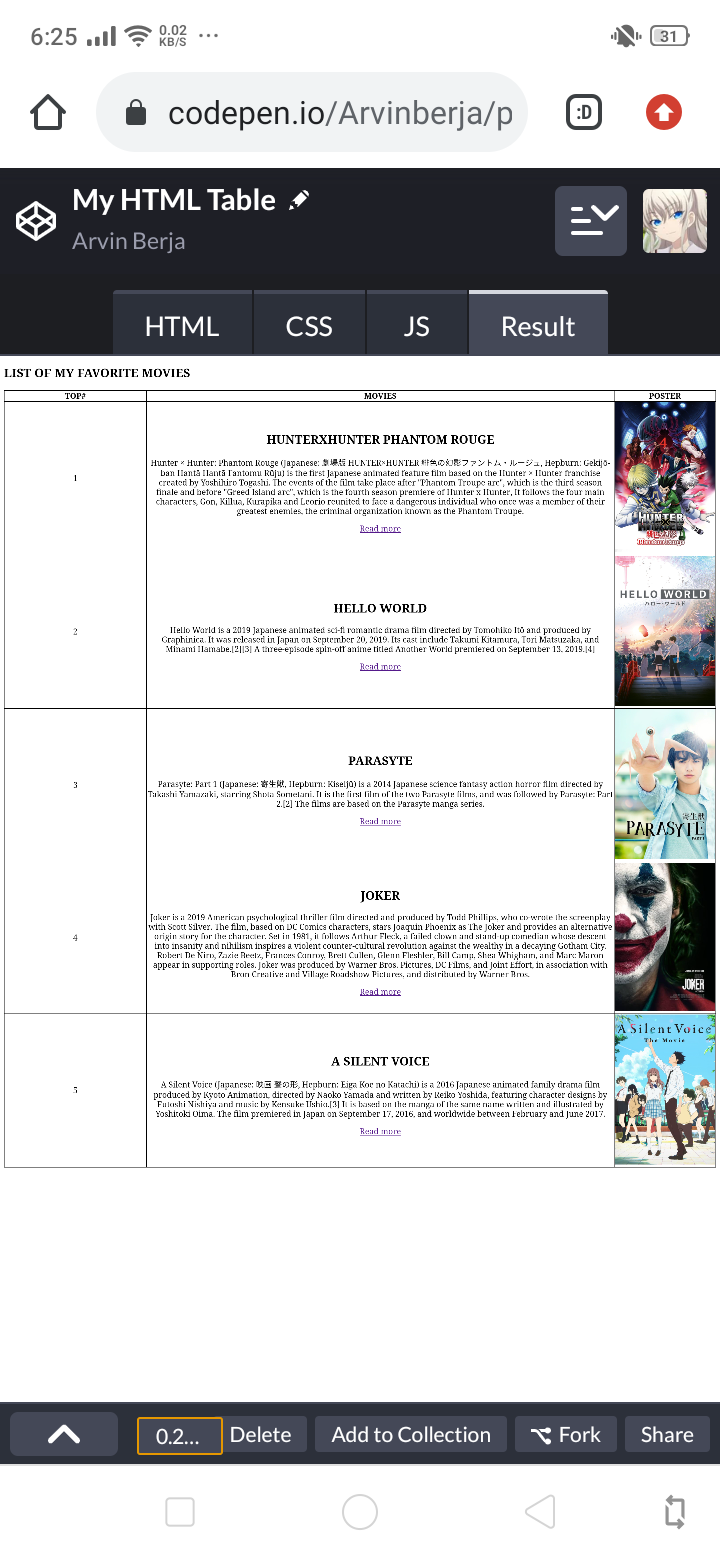 6:25 0.02 KB/S ... 31
codepen.io/Arvinberja/p :D
My HTML Table
Arvin Berja
HTML CSS JS Result
LIST OF MY FAVORITE MOVIES
TOP# MOVIES POSTER
HUNTERXHUNTER PHANTOM ROUGE
1
Hunter × Hunter: Phantom Rouge (Japanese: 劇場版 HUNTER×HUNTER 緋色の幻影ファントム・ルージュ, Hepburn: Gekijō-
ban Hantā Hantā Fantomu Rūju) is the first Japanese animated feature film based on the Hunter × Hunter franchise
created by Yoshihiro Togashi. The events of the film take place after "Phantom Troupe arc", which is the third season
finale and before "Greed Island arc", which is the fourth season premiere of Hunter x Hunter, It follows the four main
characters, Gon, Killua, Kurapika and Leorio reunited to face a dangerous individual who once was a member of their
greatest enemies, the criminal organization known as the Phantom Troupe.
Read more
HUNTER
HUNTER
HELLO WORLD
2
Hello World is a 2019 Japanese animated sci-fi romantic drama film directed by Tomohiko Itō and produced by
Graphinica. It was released in Japan on September 20, 2019. Its cast include Takumi Kitamura, Tori Matsuzaka, and
Minami Hamabe.[2][3] A three-episode spin-off anime titled Another World premiered on September 13, 2019.[4]
Read more
HELLO WORLD
ハロー・ワールド
PARASYTE
3
Parasyte: Part 1 (Japanese: 寄生獣, Hepburn: Kiseijū) is a 2014 Japanese science fantasy action horror film directed by
Takashi Yamazaki, starring Shota Sometani. It is the first film of the two Parasyte films, and was followed by Parasyte: Part
2.[2] The films are based on the Parasyte manga series.
Read more
寄生獣
PARASYTE
PART 1
JOKER
4
Joker is a 2019 American psychological thriller film directed and produced by Todd Phillips, who co-wrote the screenplay
with Scott Silver. The film, based on DC Comics characters, stars Joaquin Phoenix as The Joker and provides an alternative
origin story for the character. Set in 1981, it follows Arthur Fleck, a failed clown and stand-up comedian whose descent
into insanity and nihilism inspires a violent counter-cultural revolution against the wealthy in a decaying Gotham City.
Robert De Niro, Zazie Beetz, Frances Conroy, Brett Cullen, Glenn Fleshler, Bill Camp, Shea Whigham, and Marc Maron
appear in supporting roles. Joker was produced by Warner Bros. Pictures, DC Films, and Joint Effort, in association with
Bron Creative and Village Roadshow Pictures, and distributed by Warner Bros.
Read more
JOKER
A SILENT VOICE
5
A Silent Voice (Japanese: 映画 聲の形, Hepburn: Eiga Koe no Katachi) is a 2016 Japanese animated family drama film
produced by Kyoto Animation, directed by Naoko Yamada and written by Reiko Yoshida, featuring character designs by
Futoshi Nishiya and music by Kensuke Ushio.[3] It is based on the manga of the same name written and illustrated by
Yoshitoki Oima. The film premiered in Japan on September 17, 2016, and worldwide between February and June 2017.
Read more
A Silent Voice
The Movie
0.2... Delete Add to Collection Fork Share